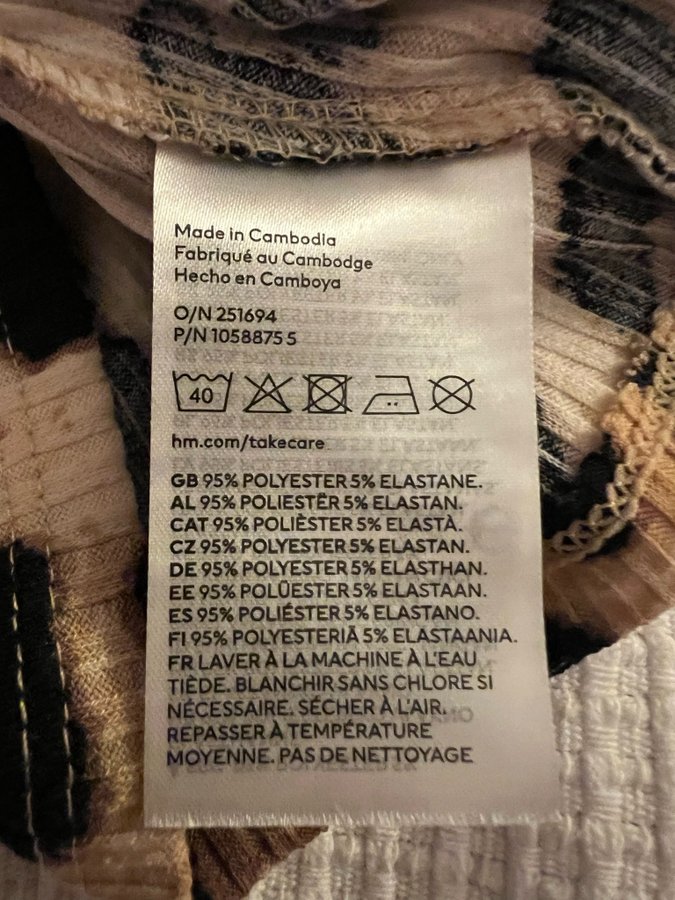 Made in Cambodia
Fabriqué au Cambodge
Hecho en Camboya
O/N 251694
P/N 1058875 5
40
hm.com/takecare
GB 95% POLYESTER 5% ELASTANE.
AL 95% POLIESTËR 5% ELASTAN.
CAT 95% POLIÈSTER 5% ELASTÀ.
CZ 95% POLYESTER 5% ELASTAN.
DE 95% POLYESTER 5% ELASTHAN.
EE 95% POLÜESTER 5% ELASTAAN.
ES 95% POLIÉSTER 5% ELASTANO.
FI 95% POLYESTERIÄ 5% ELASTAANIA.
FR LAVER À LA MACHINE À L'EAU
TIÈDE. BLANCHIR SANS CHLORE SI
NÉCESSAIRE. SÉCHER À L'AIR.
REPASSER À TEMPÉRATURE
MOYENNE. PAS DE NETTOYAGE